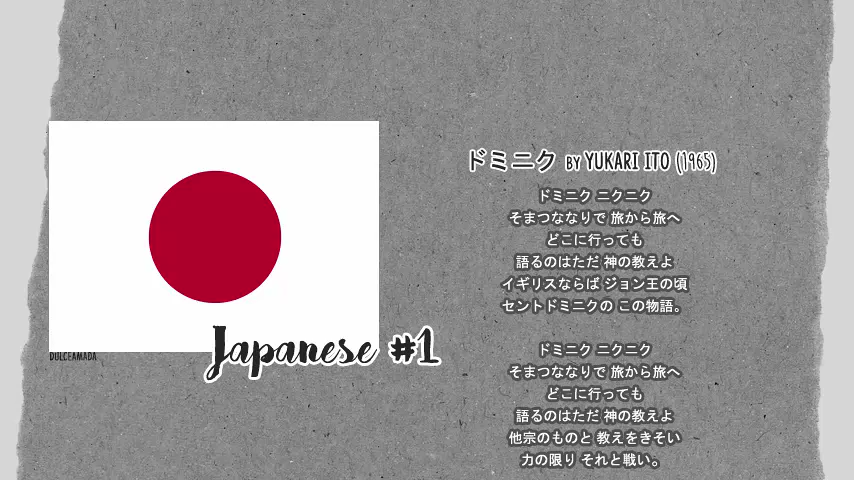 ドミニク BY YUKARI ITO (1965)
ドミニク ニクニク
そまつななりで 旅から旅へ
どこに行っても
語るのはただ 神の教えよ
イギリスならば ジョン王の頃
セントドミニクの この物語。
ドミニク ニクニク
そまつななりで 旅から旅へ
どこに行っても
語るのはただ 神の教えよ
他宗のものと 教えをきそい
力の限り それと戦い。
Japanese #1
DULCEAMADA